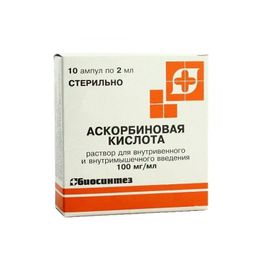 10 ампул по 2 мл
СТЕРИЛЬНО
АСКОРБИНОВАЯ
КИСЛОТА
раствор для внутривенного
и внутримышечного введения
100 мг/мл
биосинтез